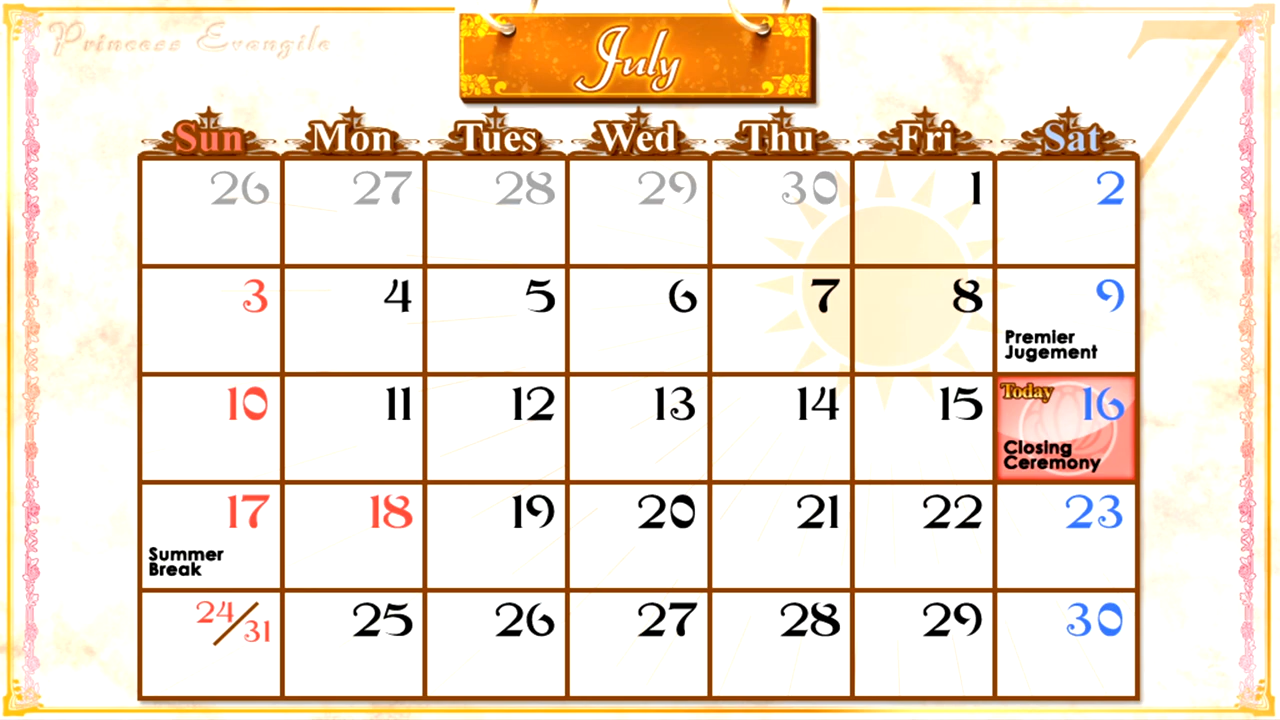 Princess Evangile
July
7
Sun Mon Tues Wed Thu Fri Sat
26 27 28 29 30 1 2
3 4 5 6 7 8 9
Premier
Jugement
10 11 12 13 14 15 Today 16
Closing
Ceremony
17 18 19 20 21 22 23
Summer
Break
24/31 25 26 27 28 29 30